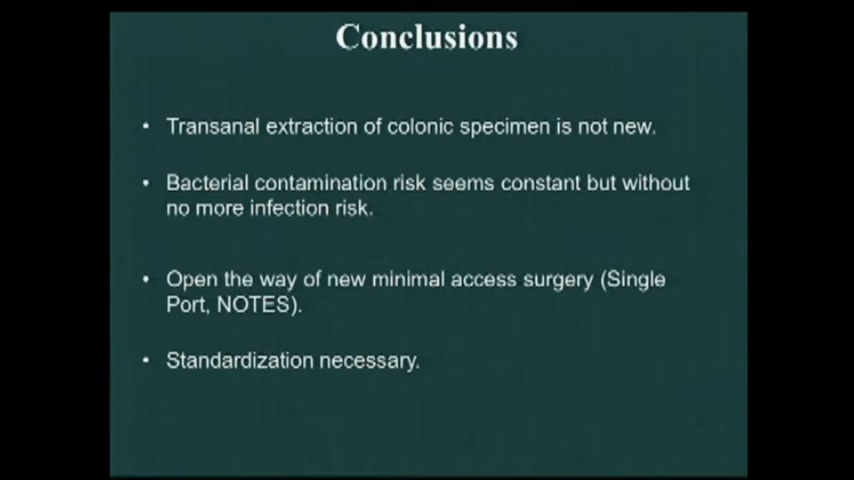 Conclusions
• Transanal extraction of colonic specimen is not new.
• Bacterial contamination risk seems constant but without
no more infection risk.
• Open the way of new minimal access surgery (Single
Port, NOTES).
• Standardization necessary.